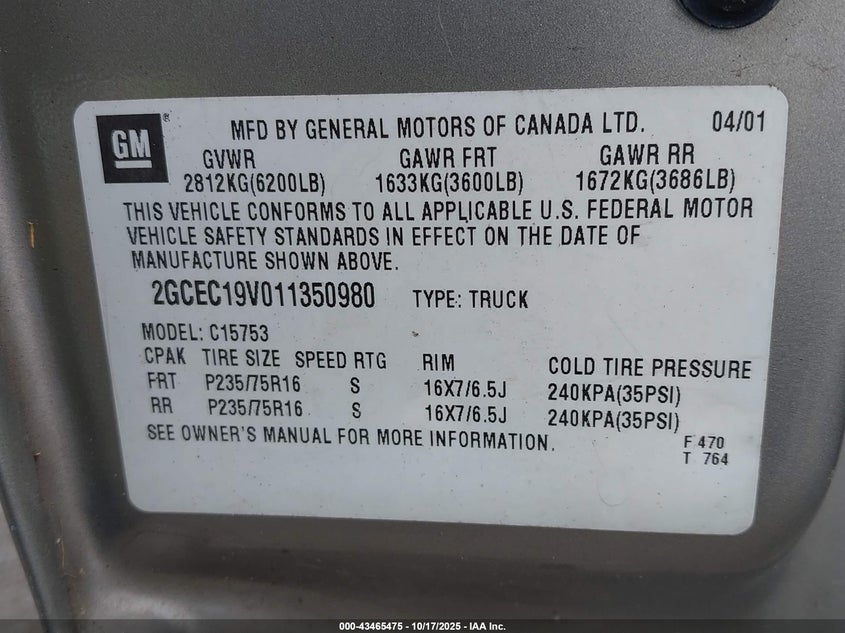 GM ®
MFD BY GENERAL MOTORS OF CANADA LTD. 04/01
GVWR GAWR FRT GAWR RR
2812KG(6200LB) 1633KG(3600LB) 1672KG(3686LB)
THIS VEHICLE CONFORMS TO ALL APPLICABLE U.S. FEDERAL MOTOR
VEHICLE SAFETY STANDARDS IN EFFECT ON THE DATE OF
MANUFACTURE SHOWN ABOVE.
2GCEC19V011350980 TYPE: TRUCK
MODEL: C15753
CPAK TIRE SIZE SPEED RTG RIM COLD TIRE PRESSURE
FRT P235/75R16 S 16X7/6.5J 240KPA(35PSI)
RR P235/75R16 S 16X7/6.5J 240KPA(35PSI)
SEE OWNER'S MANUAL FOR MORE INFORMATION.
F 470
T 764
000-43465475 - 10/17/2025 - IAA Inc.